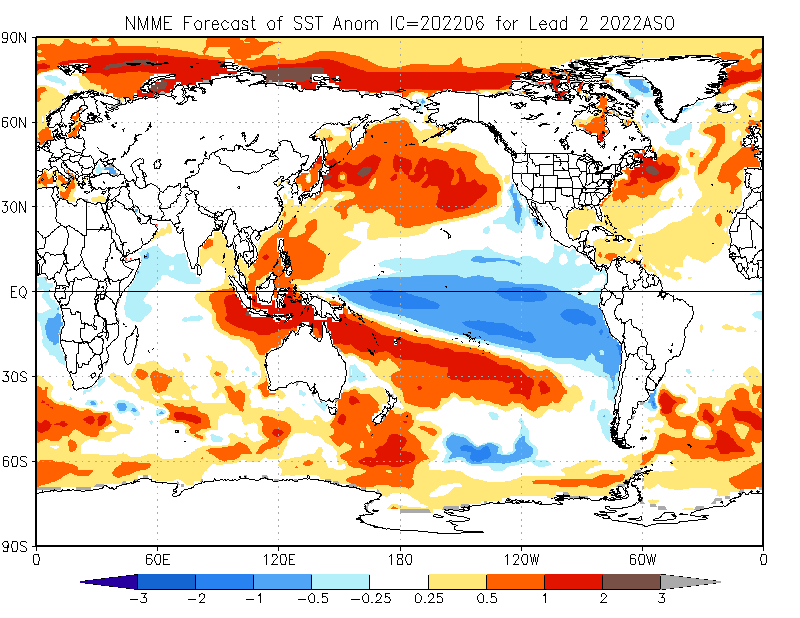 NMME Forecast of SST Anom IC=202206 for Lead 2 2022ASO
90N
60N
30N
EQ
30S
60S
90S
0 60E 120E 180 120W 60W 0
-3 -2 -1 -0.5 -0.25 0.25 0.5 1 2 3